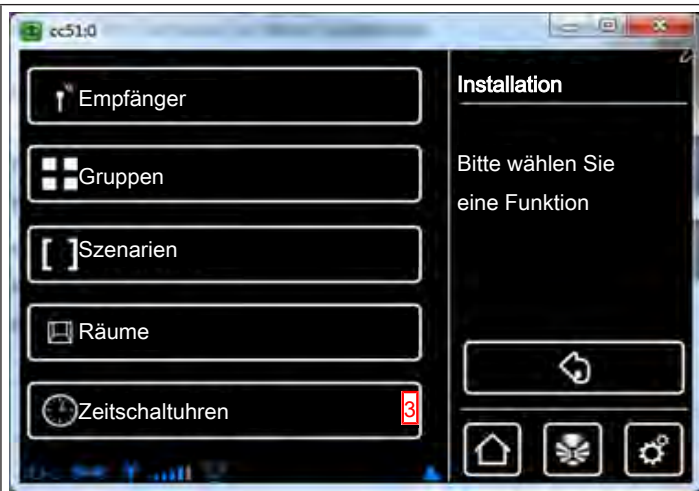 cc51:0
Empfänger
Gruppen
Szenarien
Räume
Zeitschaltuhren 3
Installation
Bitte wählen Sie
eine Funktion